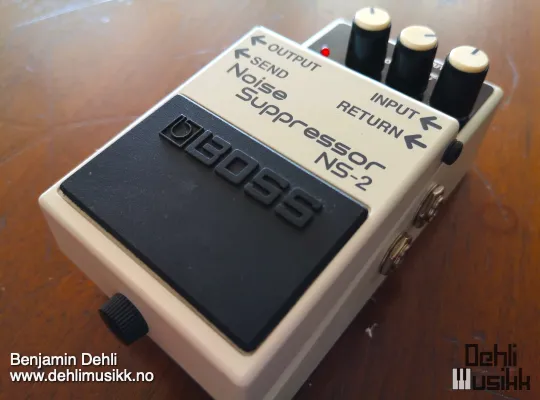 OUTPUT
SEND
INPUT
RETURN
Noise
Suppressor
NS-2
BOSS
Benjamin Dehli
www.dehlimusikk.no
Dehli
Musikk